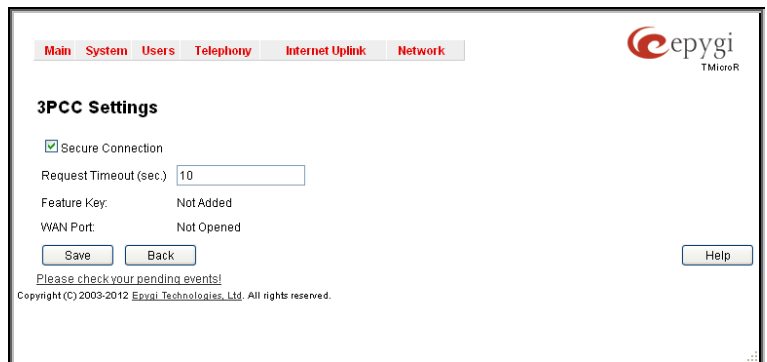 Main System Users Telephony Internet Uplink Network
epygi
TMicroR
3PCC Settings
Secure Connection
Request Timeout (sec.) 10
Feature Key: Not Added
WAN Port: Not Opened
Save Back Help
Please check your pending events!
Copyright (C) 2003-2012 Epygi Technologies, Ltd. All rights reserved.